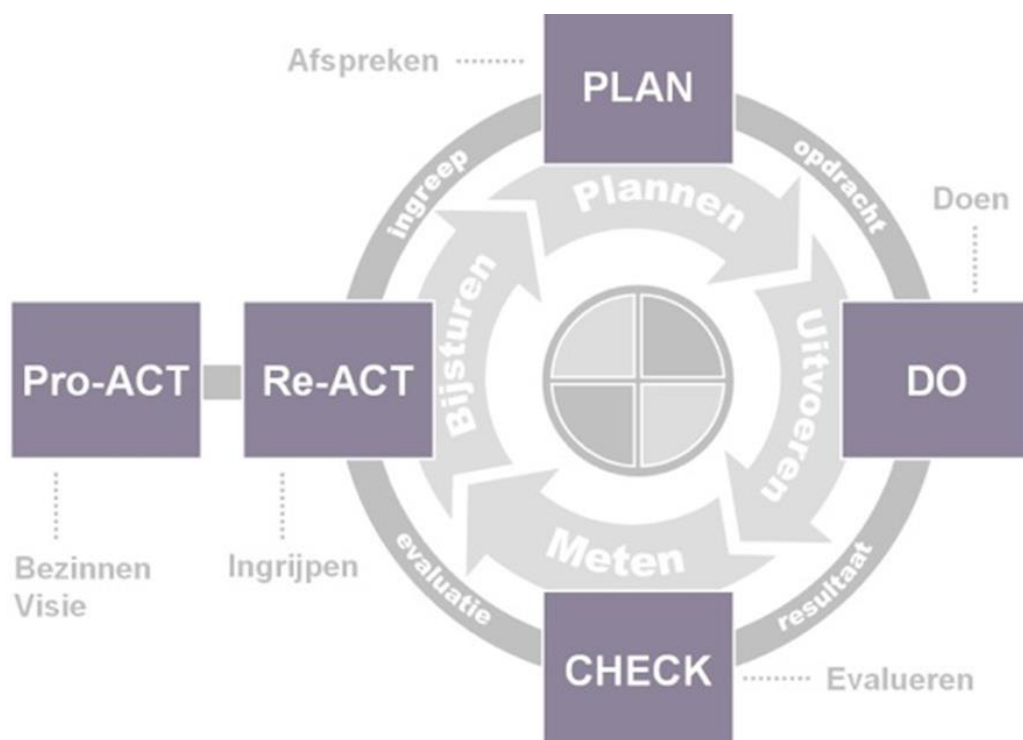 Afspreken
PLAN
ingreep
opdracht
Plannen
Doen
Pro-ACT
Re-ACT
Bijsturen
Uitvoeren
DO
Bezinnen
Visie
Ingrijpen
evaluatie
Meten
resultaat
CHECK
Evalueren